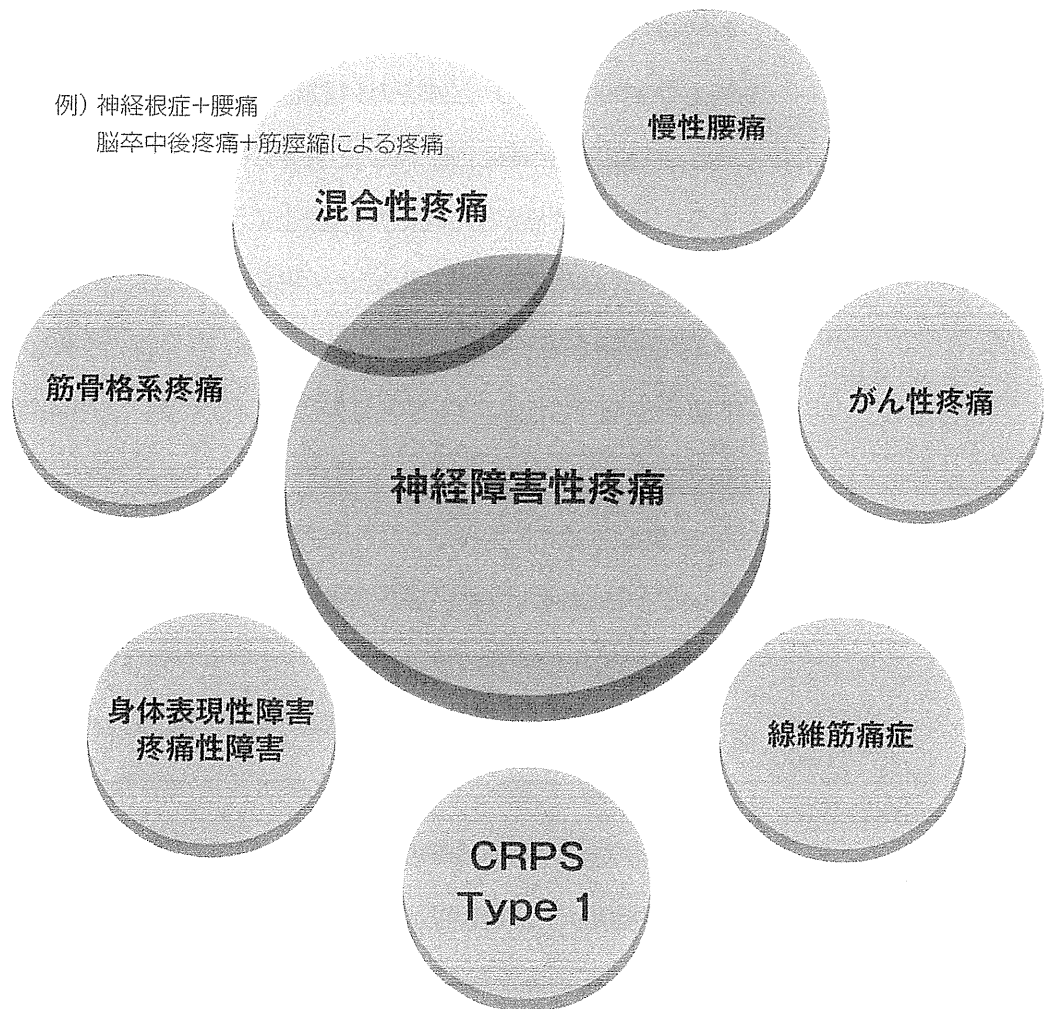 例) 神経根症+腰痛
脳卒中後疼痛+筋痙縮による疼痛
混合性疼痛
慢性腰痛
筋骨格系疼痛
がん性疼痛
神経障害性疼痛
身体表現性障害
疼痛性障害
線維筋痛症
CRPS
Type 1